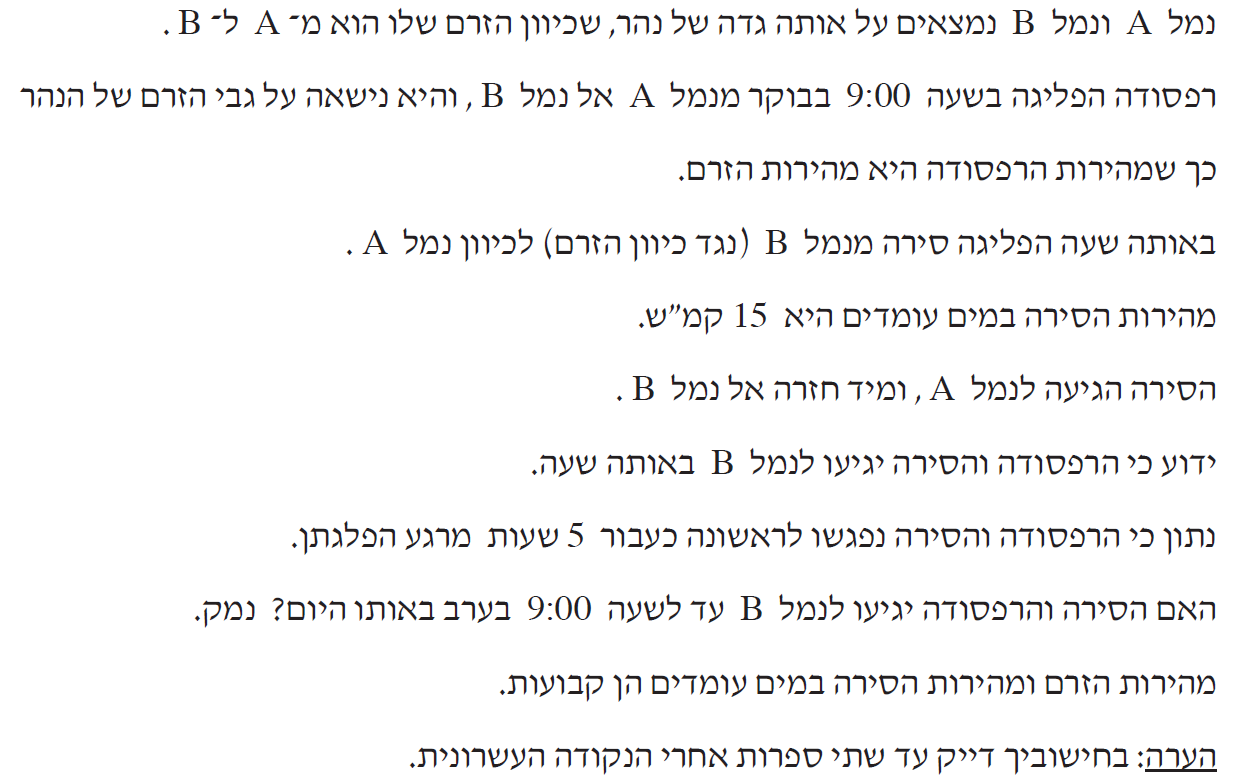 נמל A ונמל B נמצאים על אותה גדה של נהר, שכיוון הזרם שלו הוא מ־ A ל־ B .
רפסודה הפליגה בשעה 9:00 בבוקר מנמל A אל נמל B , והיא נישאה על גבי הזרם של הנהר
כך שמהירות הרפסודה היא מהירות הזרם.
באותה שעה הפליגה סירה מנמל B (נגד כיוון הזרם) לכיוון נמל A .
מהירות הסירה במים עומדים היא 15 קמ״ש.
הסירה הגיעה לנמל A , ומיד חזרה אל נמל B .
ידוע כי הרפסודה והסירה יגיעו לנמל B באותה שעה.
נתון כי הרפסודה והסירה נפגשו לראשונה כעבור 5 שעות מרגע הפלגתן.
האם הסירה והרפסודה יגיעו לנמל B עד לשעה 9:00 בערב באותו היום? נמק.
מהירות הזרם ומהירות הסירה במים עומדים הן קבועות.
הערה: בחישוביך דייק עד שתי ספרות אחרי הנקודה העשרונית.